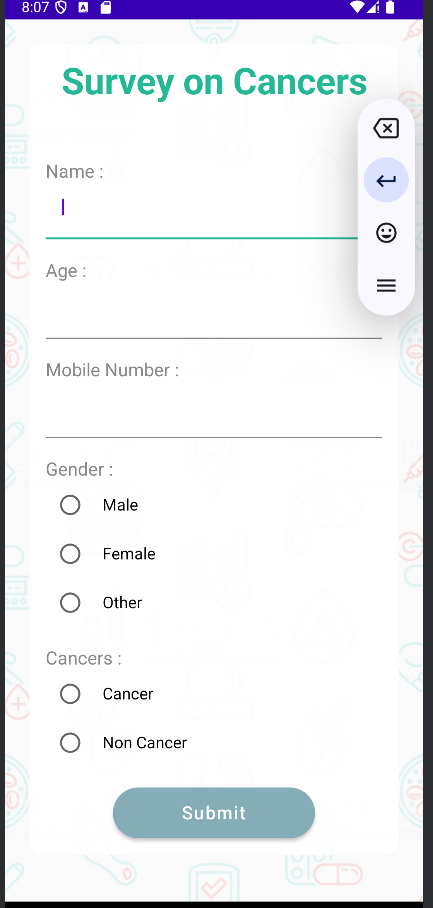 8:07
Survey on Cancers
Name :
Age :
Mobile Number :
Gender :
Male
Female
Other
Cancers :
Cancer
Non Cancer
Submit